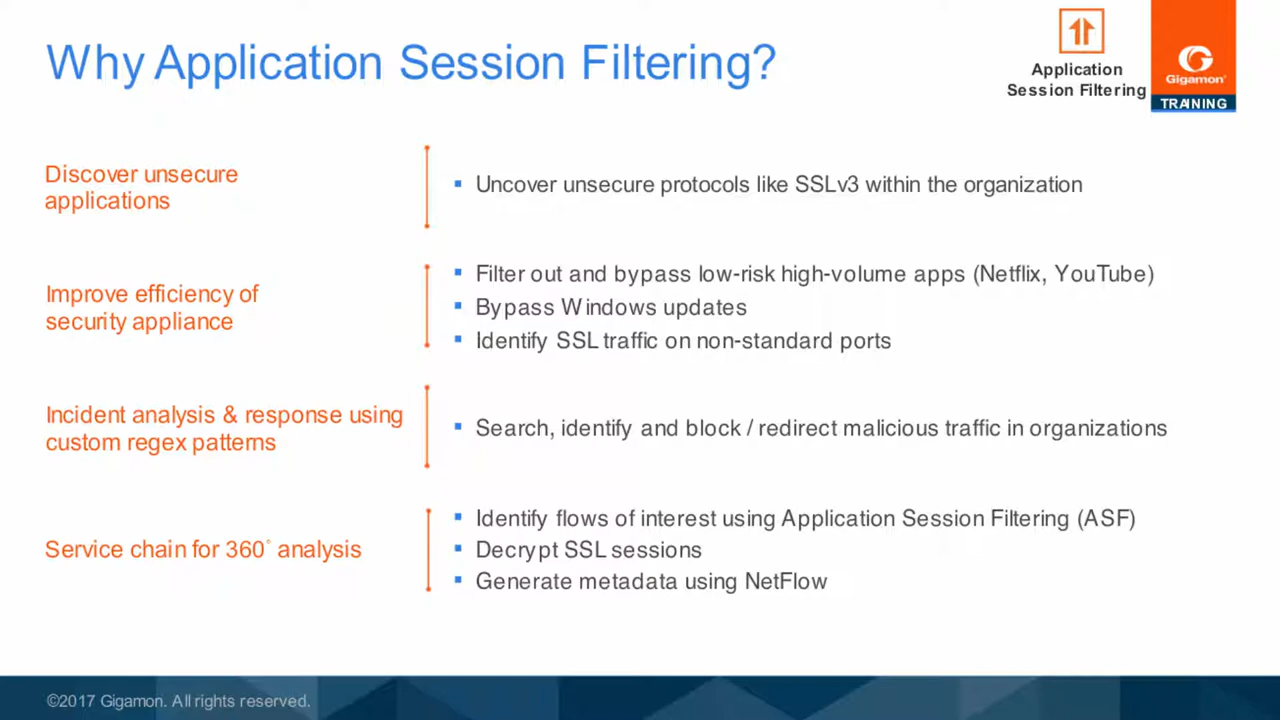 Why Application Session Filtering?
Application
Session Filtering
Gigamon®
TRAINING
Discover unsecure
applications
▪ Uncover unsecure protocols like SSLv3 within the organization
Improve efficiency of
security appliance
▪ Filter out and bypass low-risk high-volume apps (Netflix, YouTube)
▪ Bypass Windows updates
▪ Identify SSL traffic on non-standard ports
Incident analysis & response using
custom regex patterns
▪ Search, identify and block / redirect malicious traffic in organizations
Service chain for 360° analysis
▪ Identify flows of interest using Application Session Filtering (ASF)
▪ Decrypt SSL sessions
▪ Generate metadata using NetFlow
©2017 Gigamon. All rights reserved.